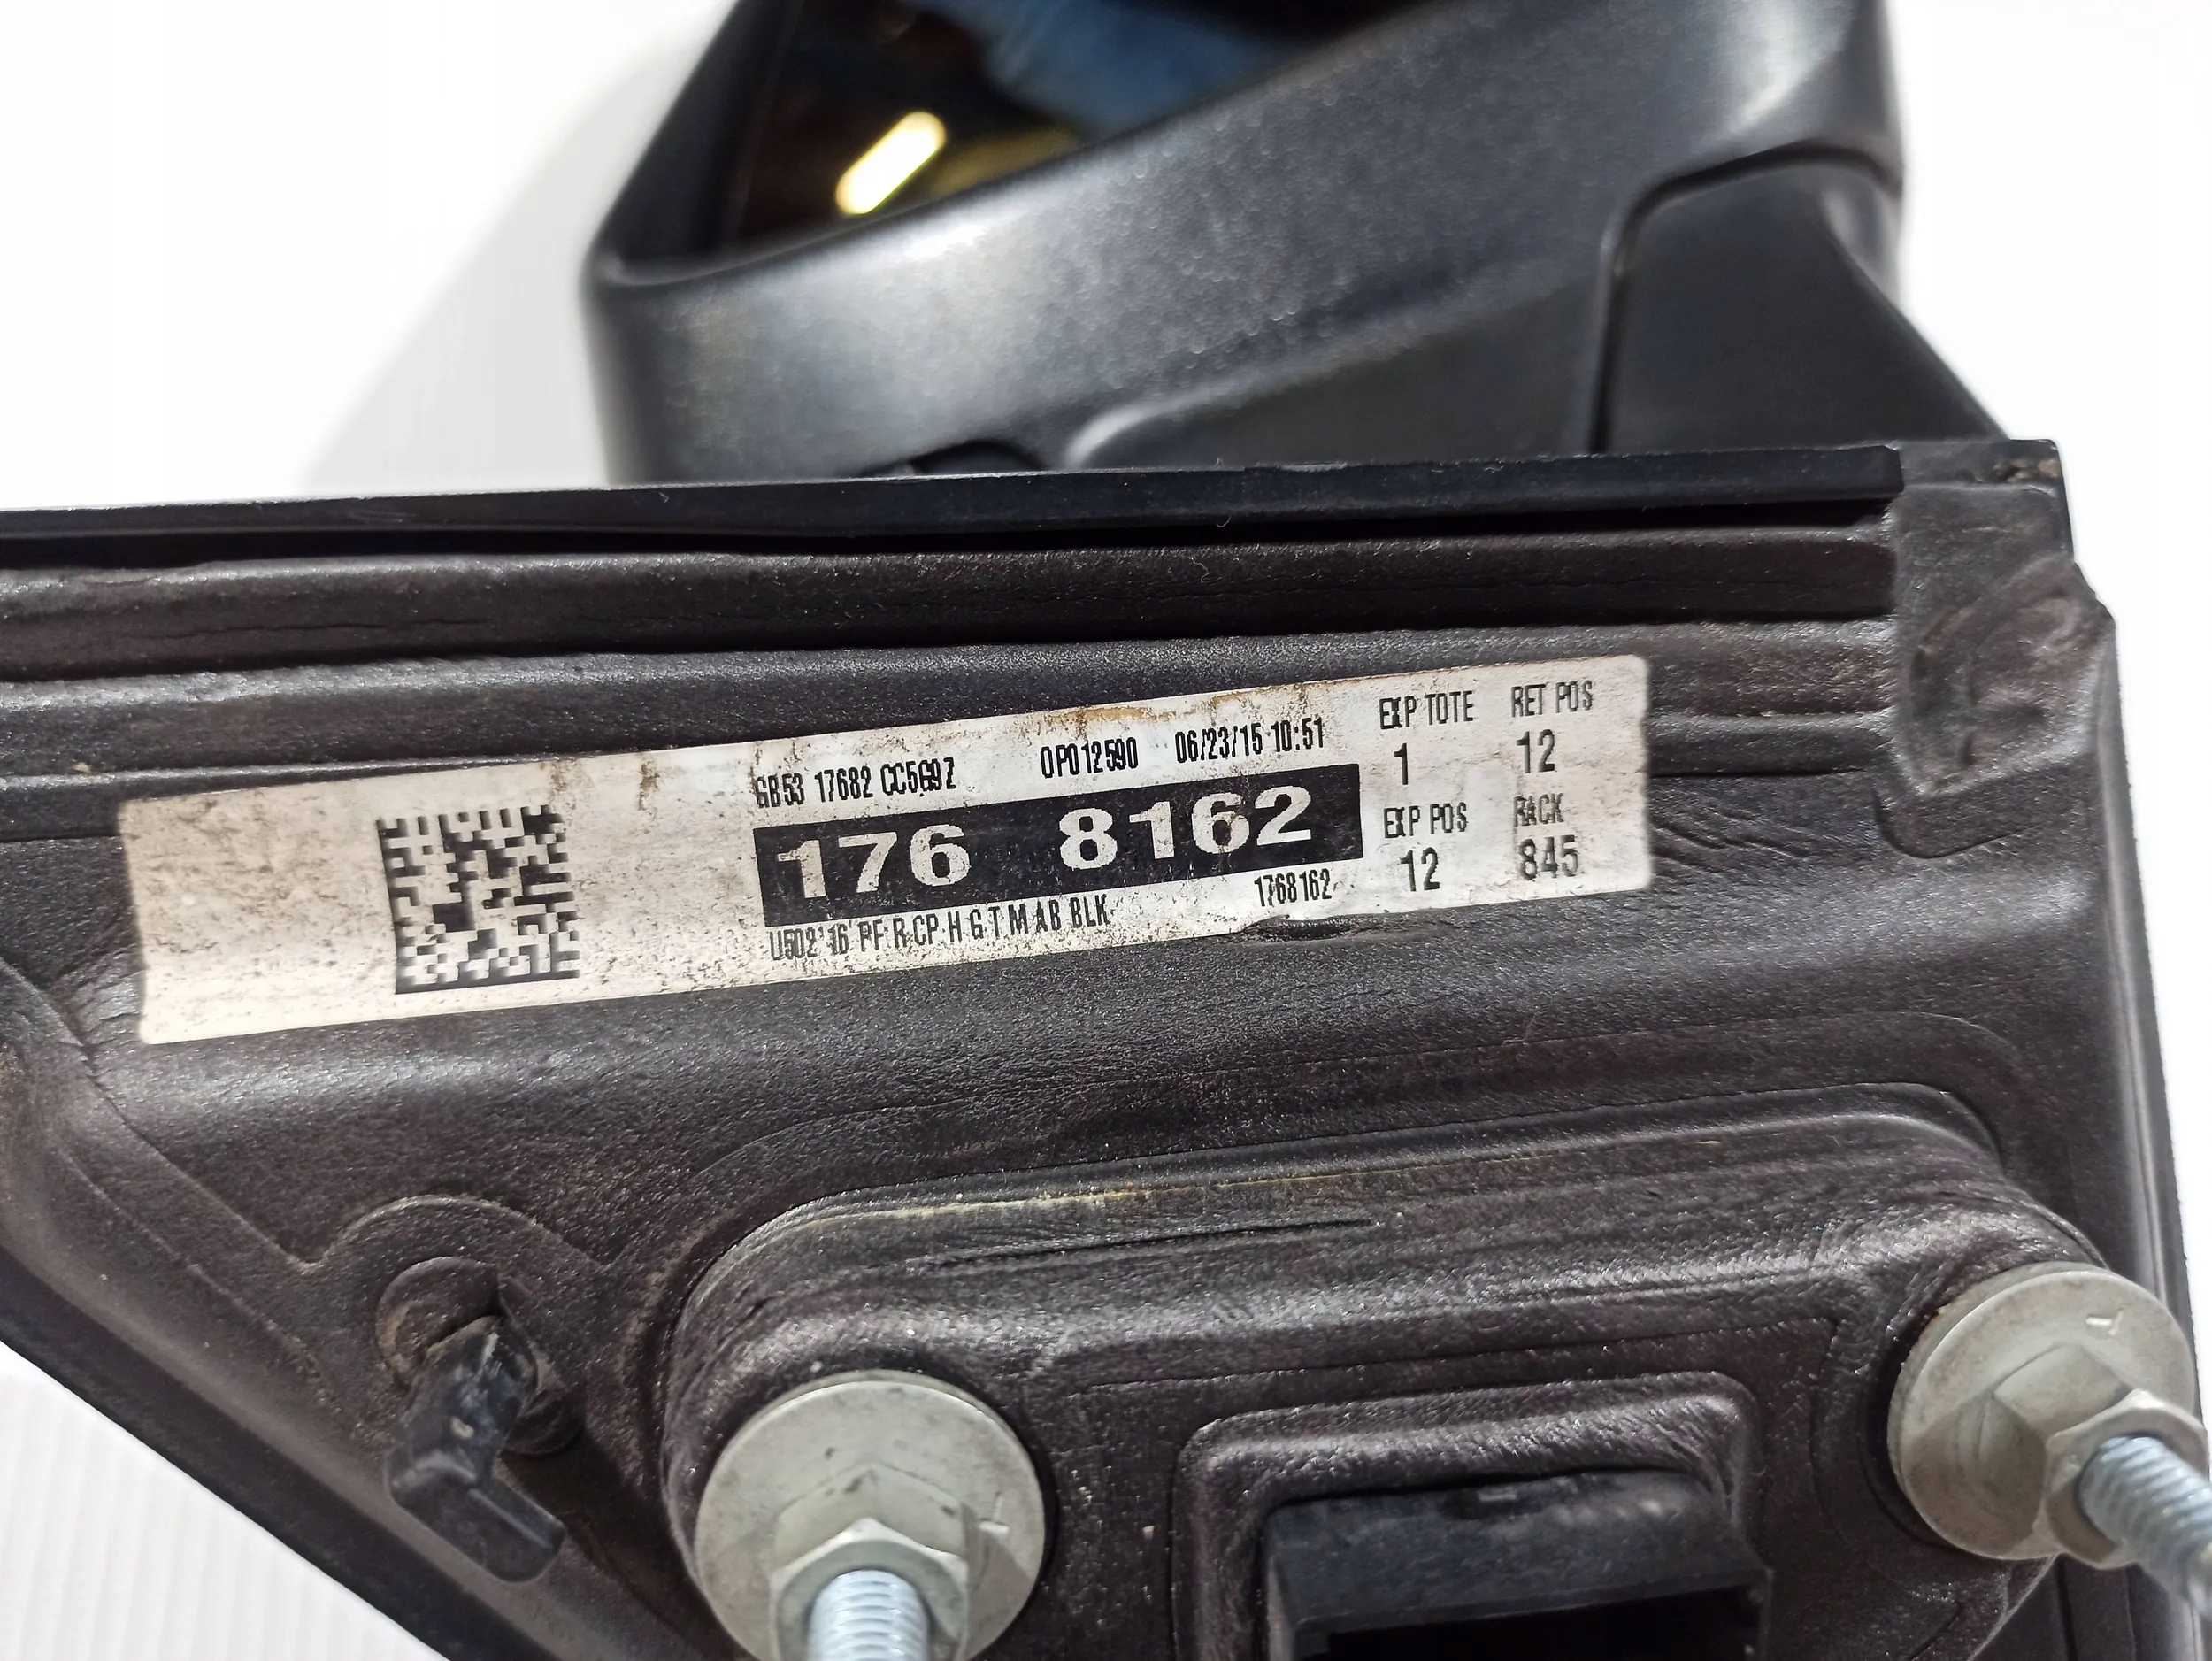 GB53 17682 CC5G9Z OP012590 06/23/15 10:51
176 8162
U502'16 PF R CP H G T M AB BLK 1768162
EXP TOTE RET POS
1 12
EXP POS RACK
12 845